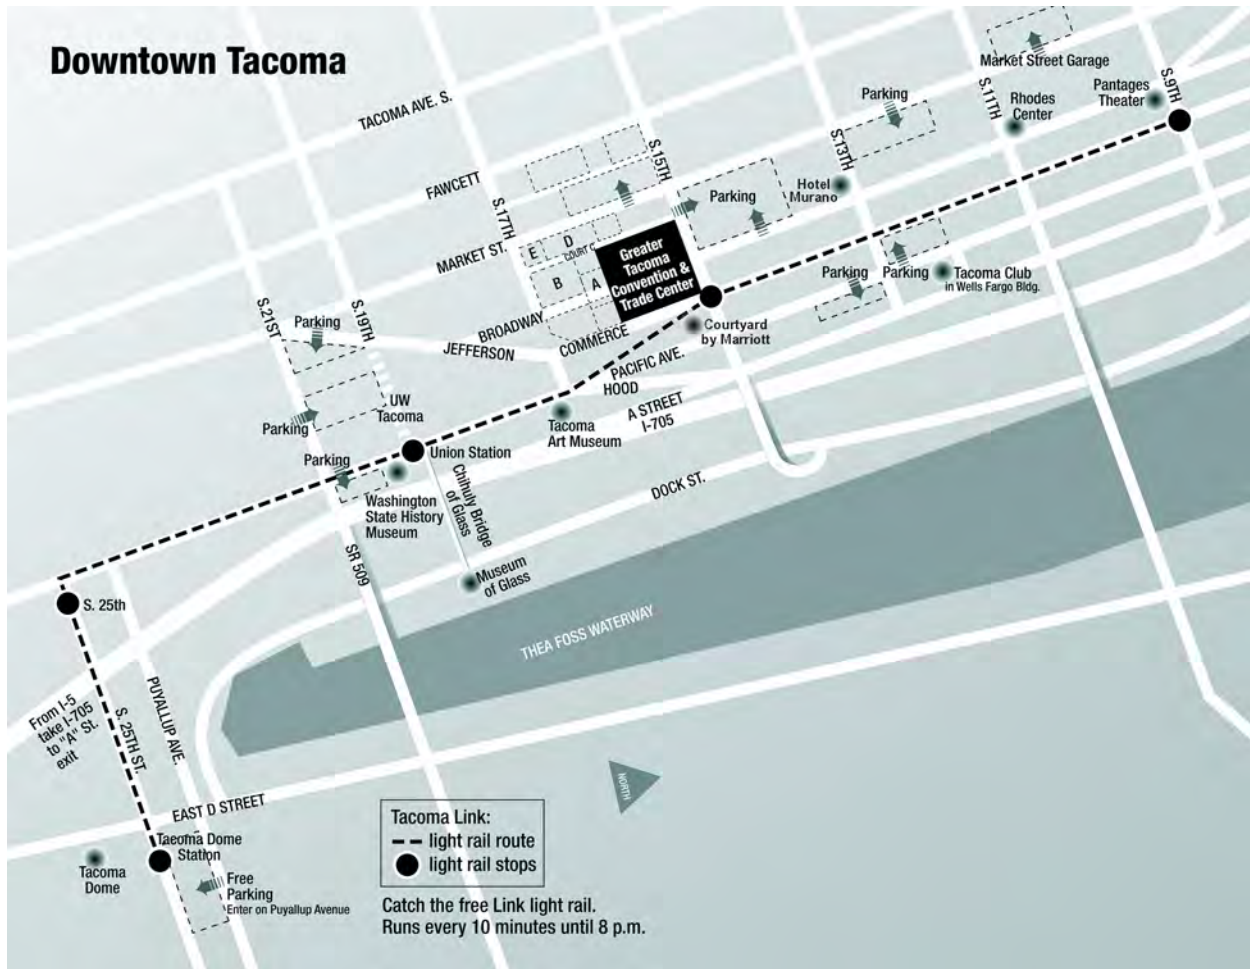 Downtown Tacoma
TACOMA AVE. S.
FAWCETT
MARKET ST.
BROADWAY
COMMERCE
JEFFERSON
PACIFIC AVE.
HOOD
A STREET
I-705
DOCK ST.
S.9TH
S.11TH
S.13TH
S.15TH
S.17TH
S.19TH
S.21ST
SR 509
Market Street Garage
Pantages
Theater
Rhodes
Center
Parking
Hotel
Murano
Parking
Parking
Parking
Tacoma Club
in Wells Fargo Bldg.
E
D
COURT C
B
A
Greater
Tacoma
Convention &
Trade Center
Courtyard
by Marriott
Parking
Parking
Parking
UW
Tacoma
Tacoma
Art Museum
Union Station
Washington
State History
Museum
Chihuly Bridge
of Glass
Museum
of Glass
THEA FOSS WATERWAY
S. 25th
From I-5
take I-705
to "A" St.
exit
S. 25TH ST.
PUYALLUP AVE.
EAST D STREET
Tacoma Dome
Station
Tacoma
Dome
Free
Parking
Enter on Puyallup Avenue
NORTH
Tacoma Link:
light rail route
light rail stops
Catch the free Link light rail.
Runs every 10 minutes until 8 p.m.